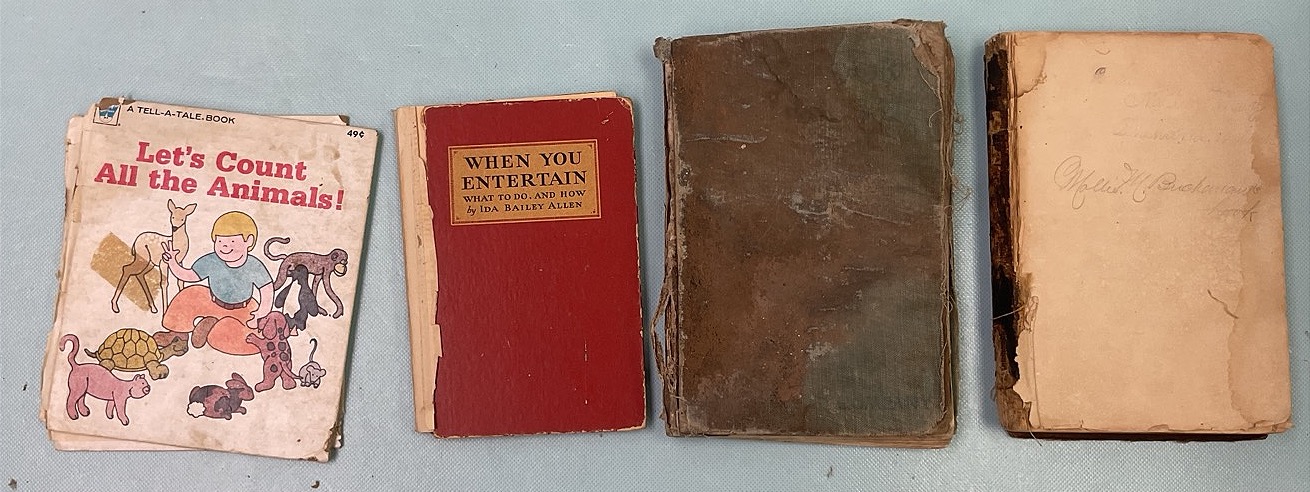 A TELL-A-TALE BOOK
49¢
Let's Count
All the Animals!
WHEN YOU
ENTERTAIN
WHAT TO DO, AND HOW
by IDA BAILEY ALLEN